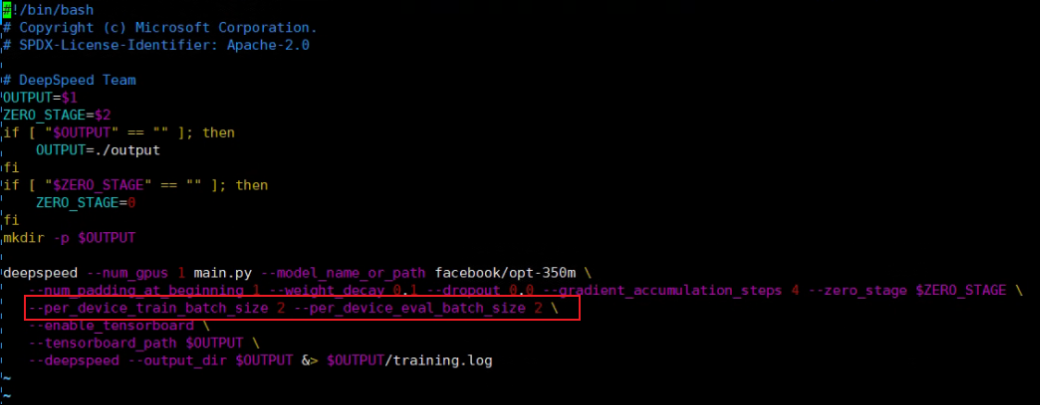 #!/bin/bash
# Copyright (c) Microsoft Corporation.
# SPDX-License-Identifier: Apache-2.0
# DeepSpeed Team
OUTPUT=$1
ZERO_STAGE=$2
if [ "$OUTPUT" == "" ]; then
    OUTPUT=./output
fi
if [ "$ZERO_STAGE" == "" ]; then
    ZERO_STAGE=0
fi
mkdir -p $OUTPUT
deepspeed --num_gpus 1 main.py --model_name_or_path facebook/opt-350m \
   --num_padding_at_beginning 1 --weight_decay 0.1 --dropout 0.0 --gradient_accumulation_steps 4 --zero_stage $ZERO_STAGE \
   --per_device_train_batch_size 2 --per_device_eval_batch_size 2 \
   --enable_tensorboard \
   --tensorboard_path $OUTPUT \
   --deepspeed --output_dir $OUTPUT &> $OUTPUT/training.log
~
~